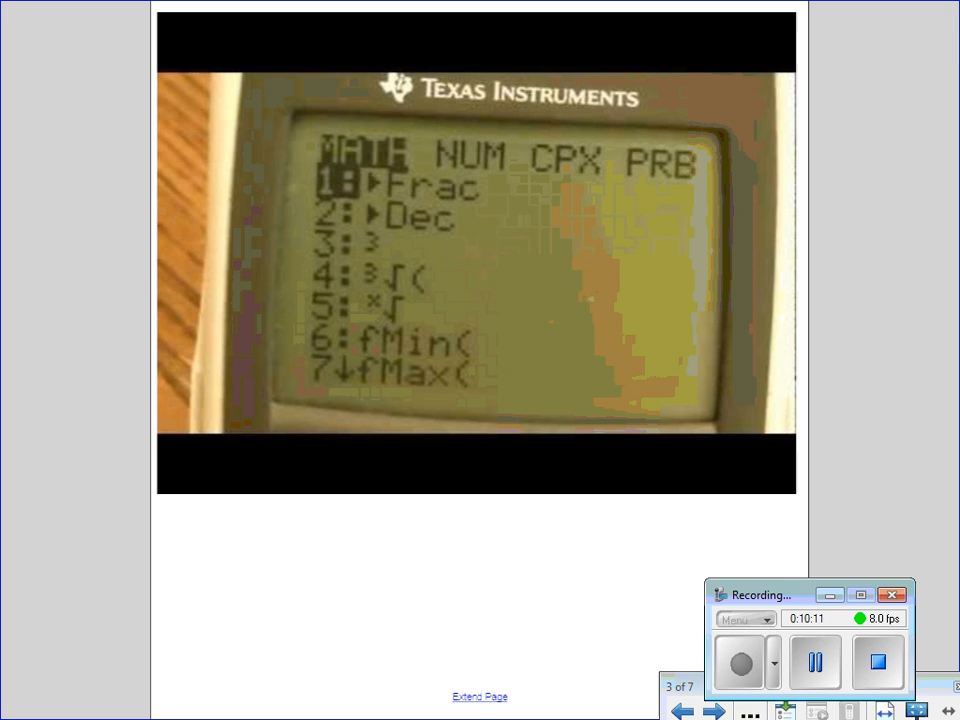 TEXAS INSTRUMENTS
MATH NUM CPX PRB
1:▶Frac
2:▶Dec
3:³
4:³√(
5:ˣ√
6:fMin(
7↓fMax(
Recording...
Menu
0:10:11
8.0 fps
3 of 7
Extend Page